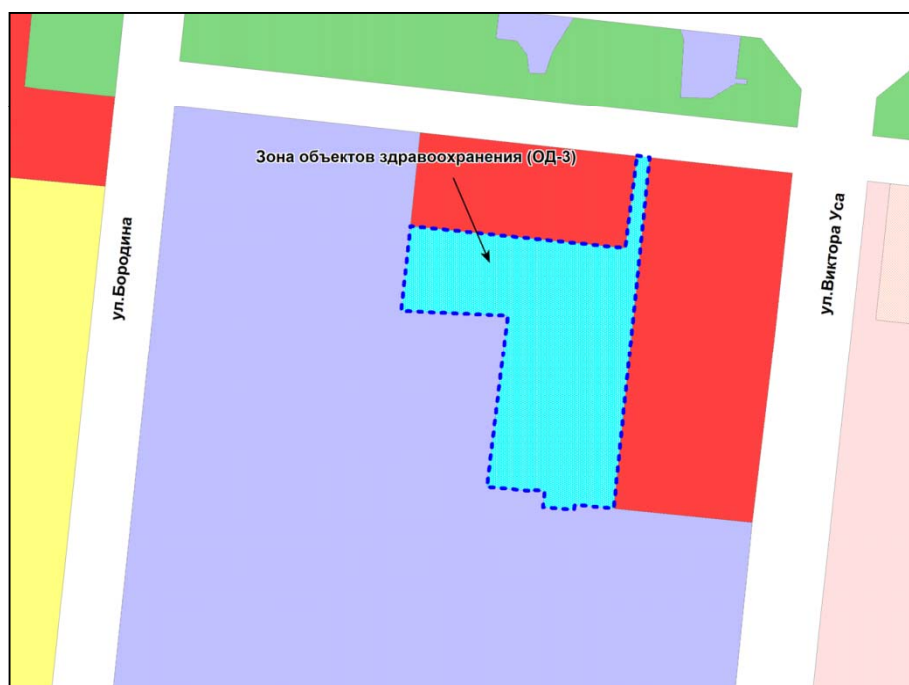 Зона объектов здравоохранения (ОД-3)
ул.Бородина
ул.Виктора Уса